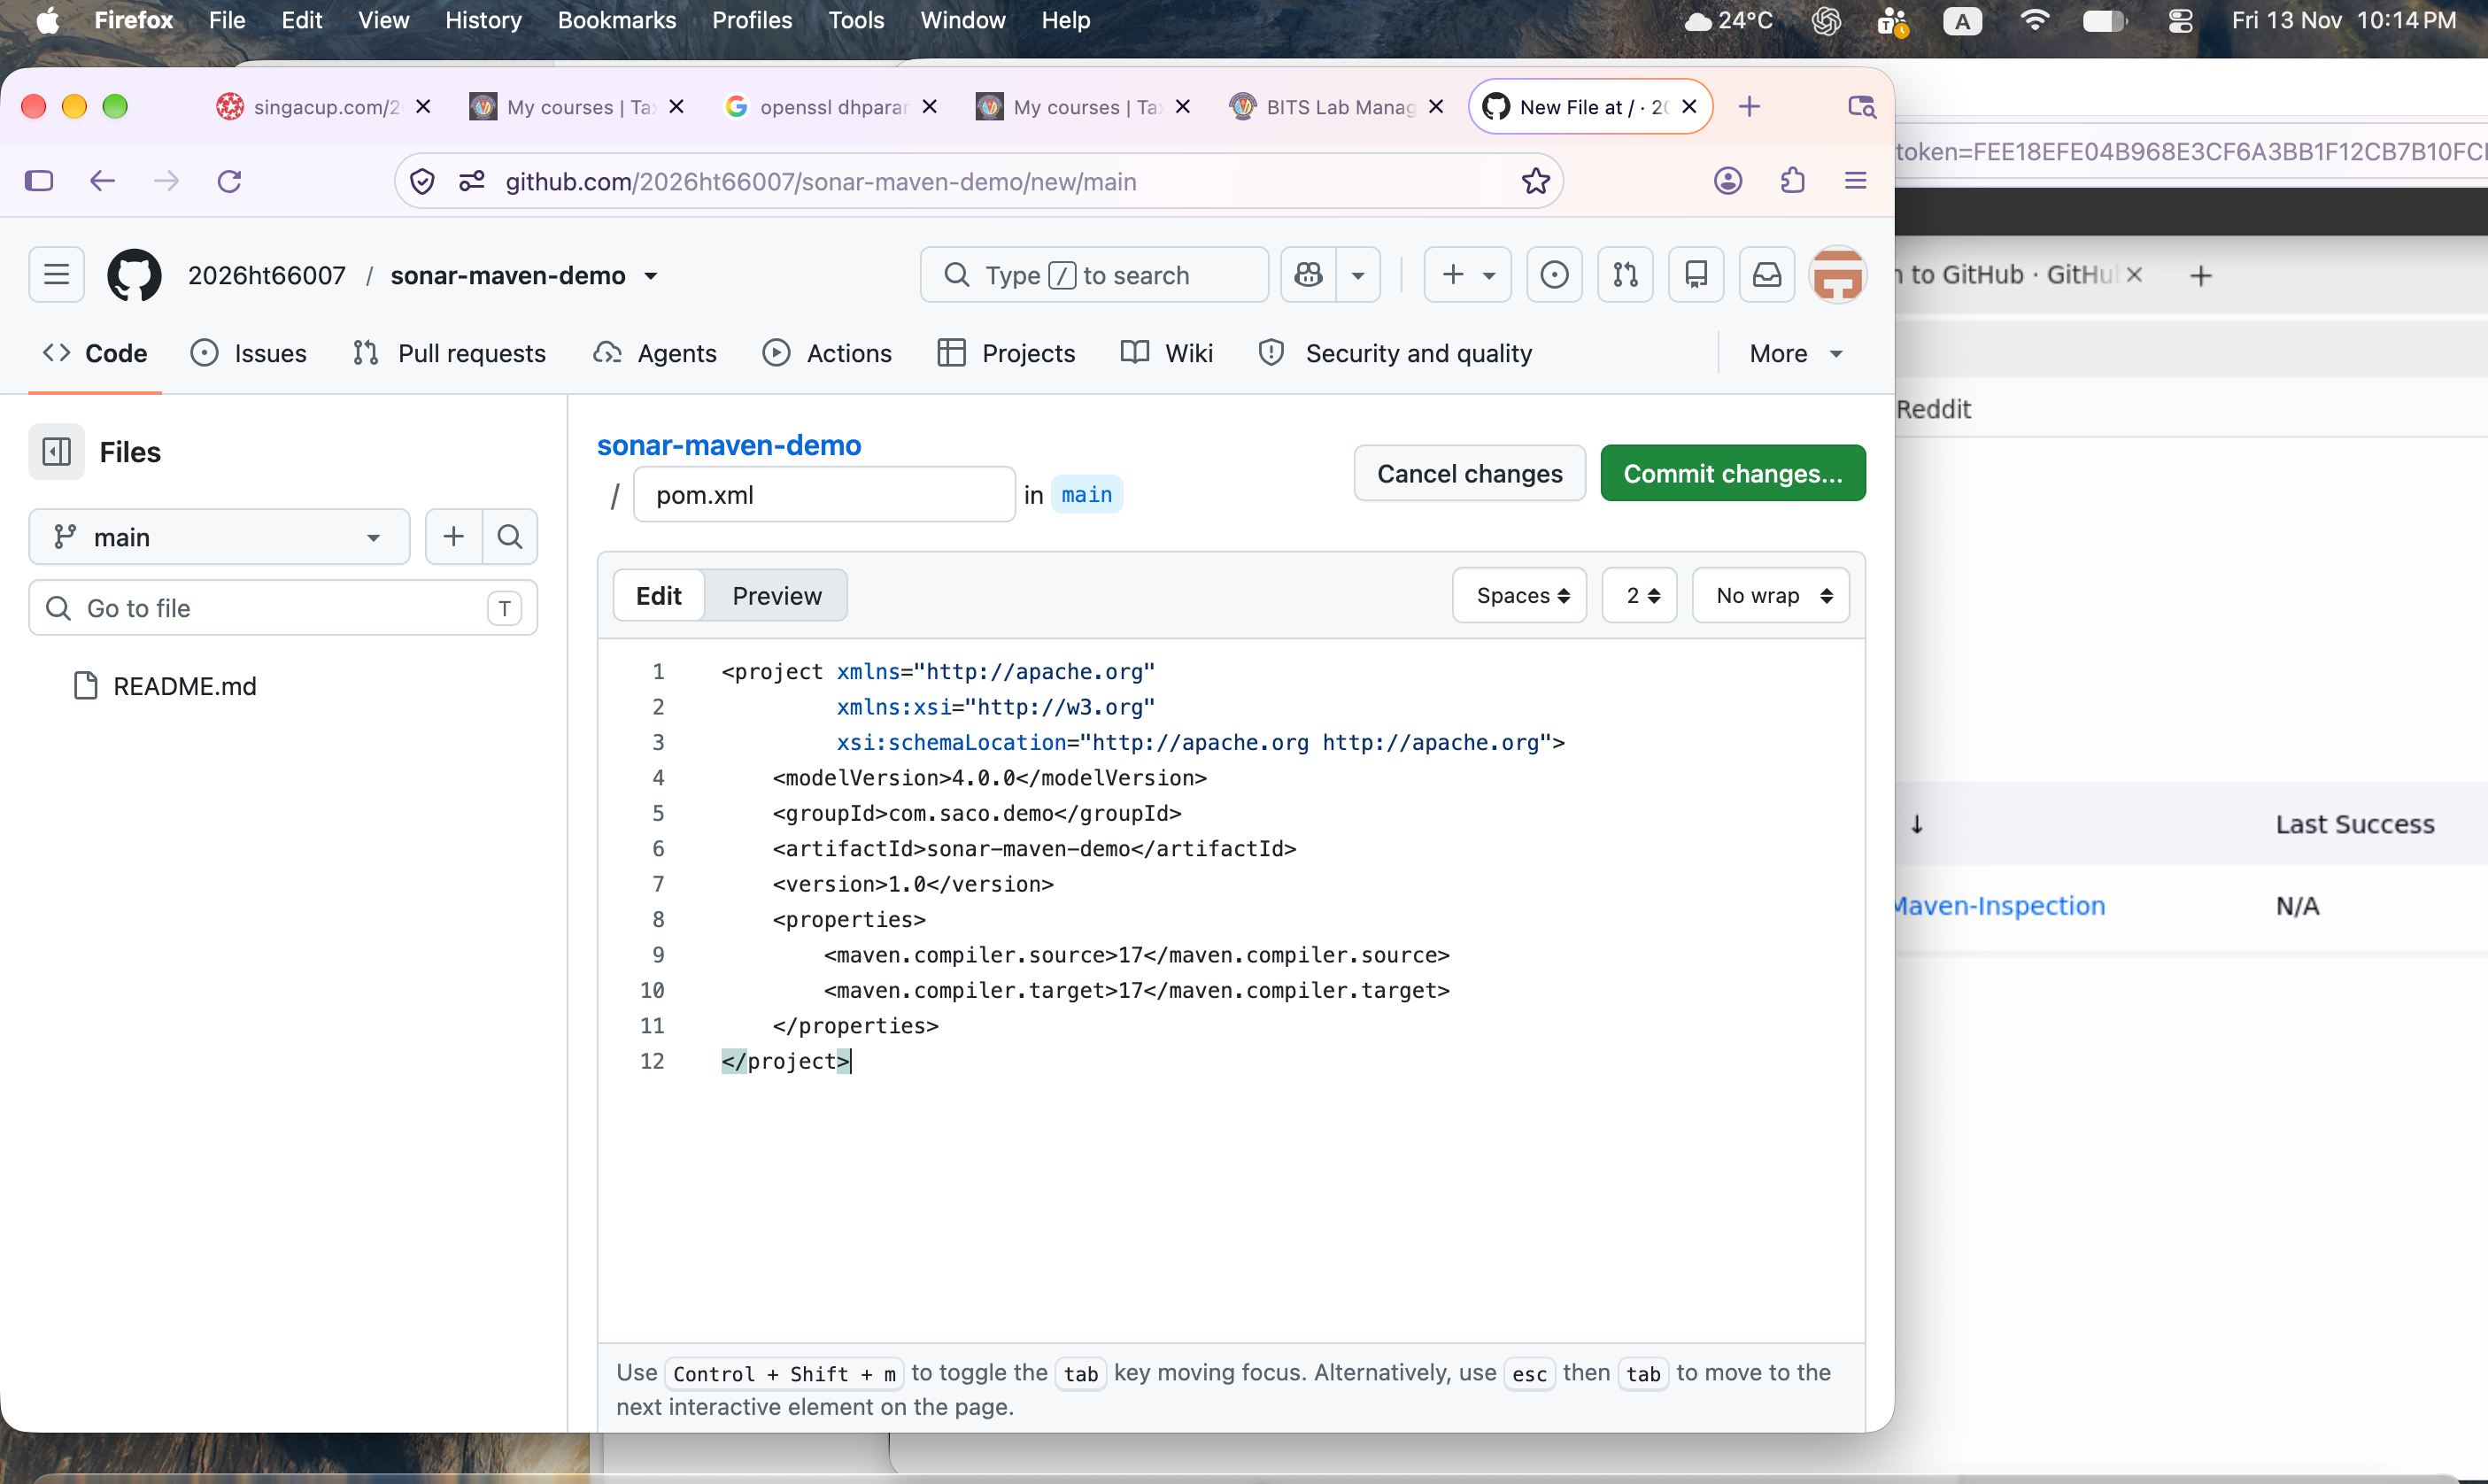 Firefox File Edit View History Bookmarks Profiles Tools Window Help 24°C A Fri 13 Nov 10:14 PM
singacup.com/2 My courses | Ta openssl dhpara My courses | Ta BITS Lab Manag New File at / · 20
github.com/2026ht66007/sonar-maven-demo/new/main
token=FEE18EFE04B968E3CF6A3BB1F12CB7B10FC
2026ht66007 / sonar-maven-demo Type / to search
to GitHub · GitHu
Code Issues Pull requests Agents Actions Projects Wiki Security and quality More
Reddit
Files
main
Go to file T
README.md
sonar-maven-demo
/ pom.xml in main
Cancel changes Commit changes...
Edit Preview Spaces 2 No wrap
1 <project xmlns="http://apache.org"
2 xmlns:xsi="http://w3.org"
3 xsi:schemaLocation="http://apache.org http://apache.org">
4 <modelVersion>4.0.0</modelVersion>
5 <groupId>com.saco.demo</groupId>
6 <artifactId>sonar-maven-demo</artifactId>
7 <version>1.0</version>
8 <properties>
9 <maven.compiler.source>17</maven.compiler.source>
10 <maven.compiler.target>17</maven.compiler.target>
11 </properties>
12 </project>
Use Control + Shift + m to toggle the tab key moving focus. Alternatively, use esc then tab to move to the
next interactive element on the page.
↓ Last Success
Maven-Inspection N/A